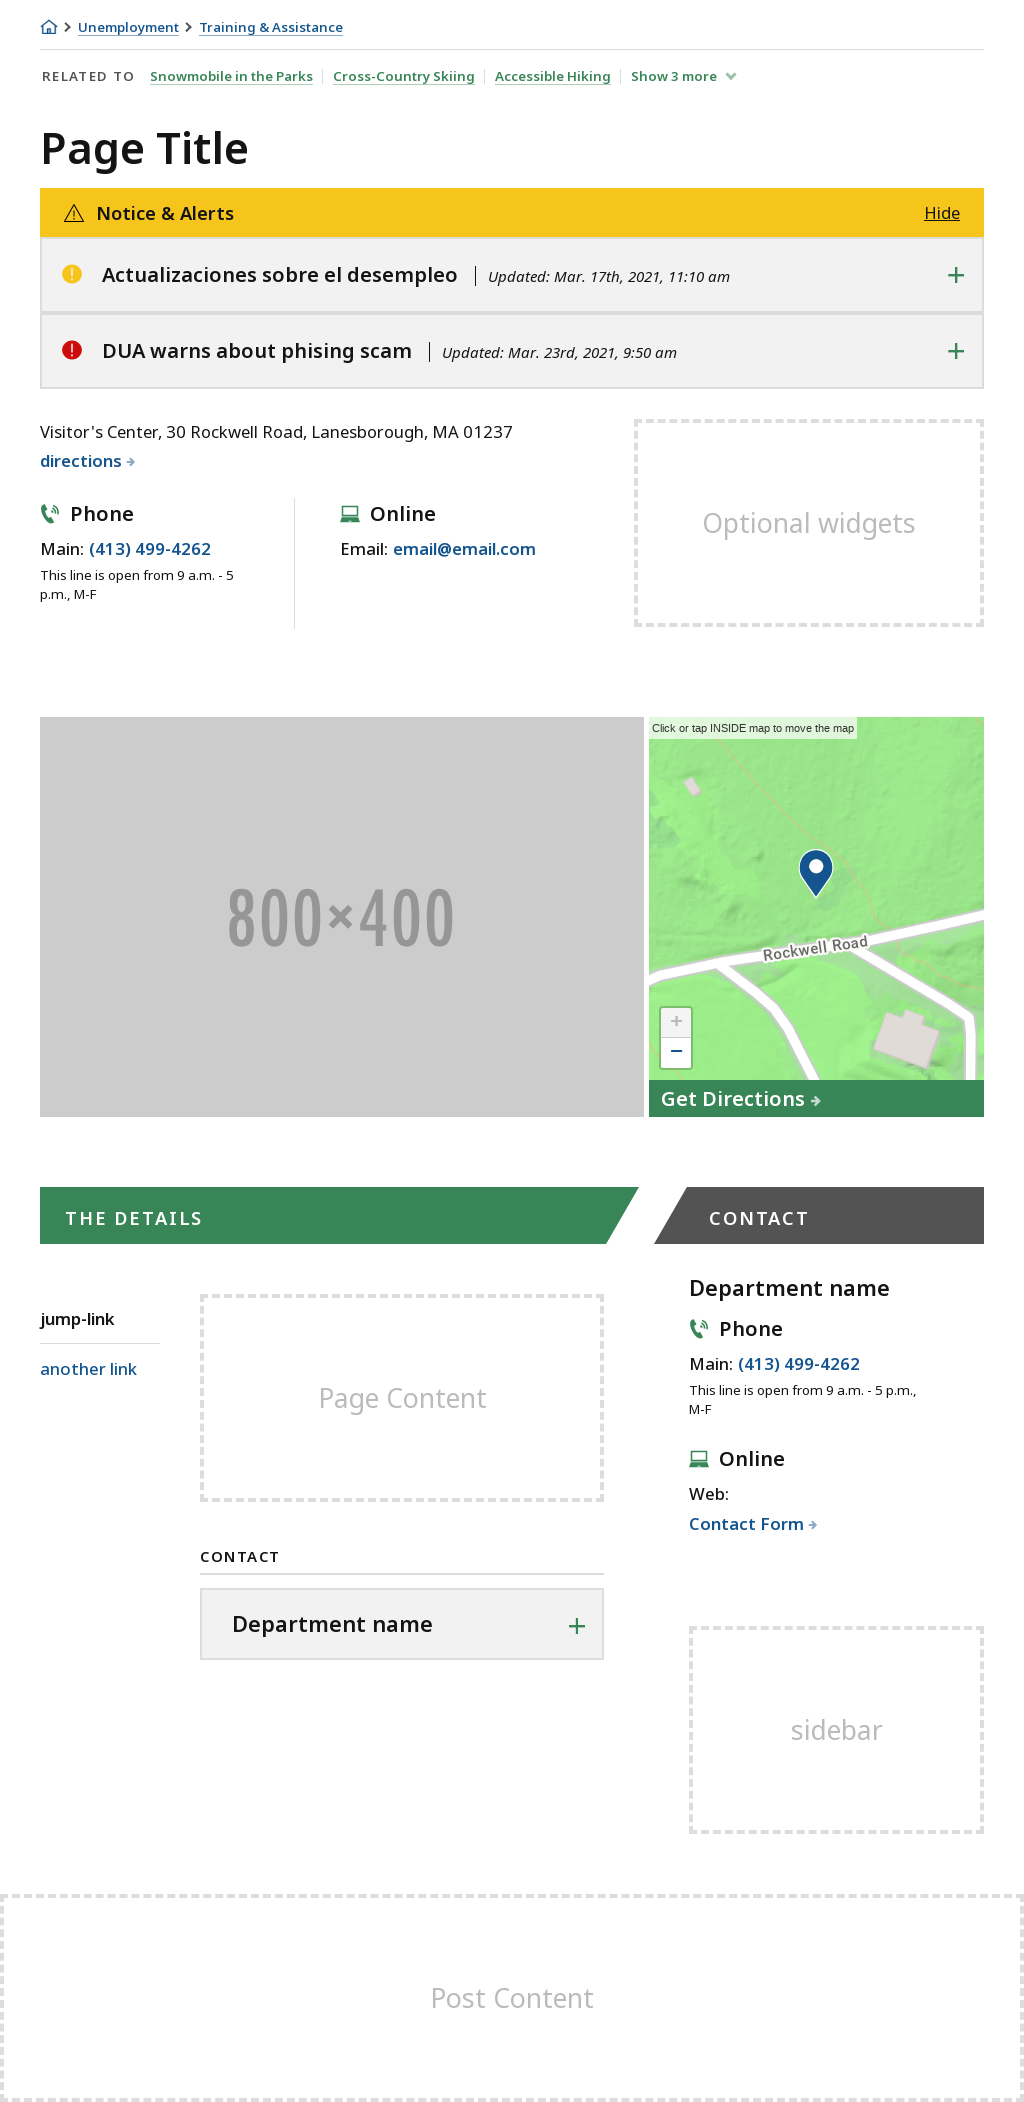 Unemployment Training & Assistance
RELATED TO Snowmobile in the Parks Cross-Country Skiing Accessible Hiking Show 3 more
Page Title
Notice & Alerts Hide
Actualizaciones sobre el desempleo Updated: Mar. 17th, 2021, 11:10 am +
DUA warns about phising scam Updated: Mar. 23rd, 2021, 9:50 am +
Visitor's Center, 30 Rockwell Road, Lanesborough, MA 01237
directions
Phone
Main: (413) 499-4262
This line is open from 9 a.m. - 5
p.m., M-F
Online
Email: email@email.com
Optional widgets
800×400
Click or tap INSIDE map to move the map
Rockwell Road
+
−
Get Directions
THE DETAILS
jump-link
another link
Page Content
CONTACT
Department name +
CONTACT
Department name
Phone
Main: (413) 499-4262
This line is open from 9 a.m. - 5 p.m.,
M-F
Online
Web:
Contact Form
sidebar
Post Content